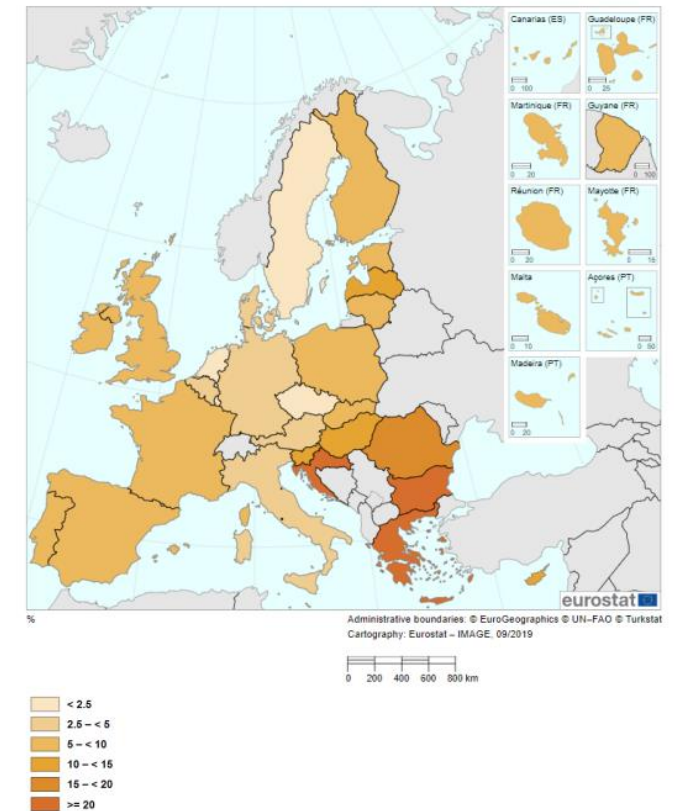 Canarias (ES)
0 100
Guadeloupe (FR)
0 25
Martinique (FR)
0 20
Guyane (FR)
0 100
Réunion (FR)
0 20
Mayotte (FR)
0 15
Malta
0 10
Açores (PT)
0 50
Madeira (PT)
0 20
eurostat
%
Administrative boundaries: © EuroGeographics © UN–FAO © Turkstat
Cartography: Eurostat – IMAGE, 09/2019
0 200 400 600 800 km
< 2.5
2.5 – < 5
5 – < 10
10 – < 15
15 – < 20
>= 20